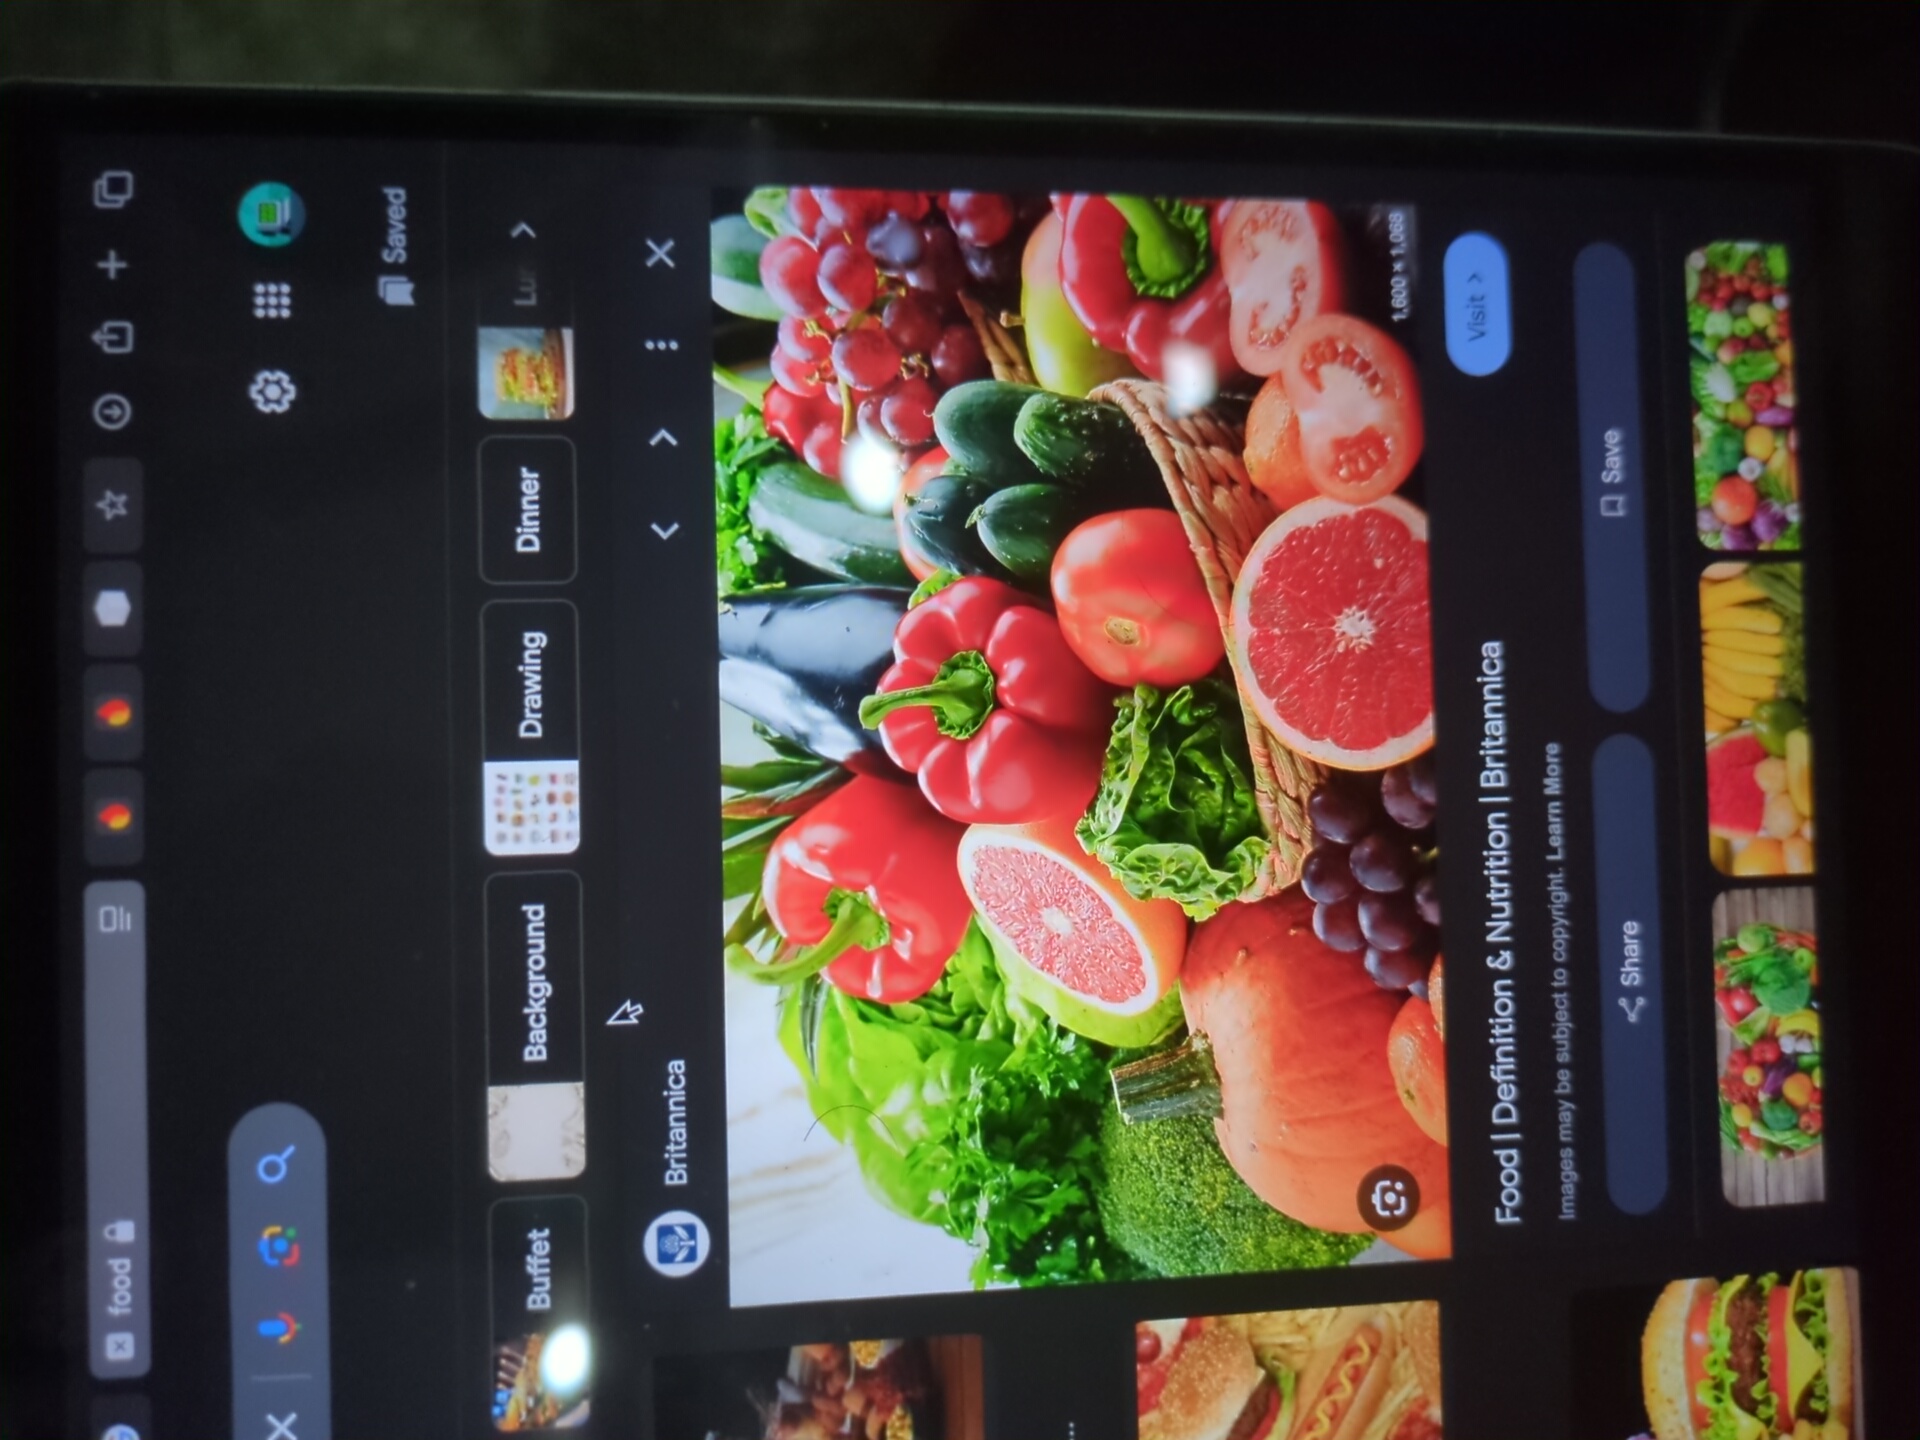 food
Saved
Buffet
Background
Drawing
Dinner
Britannica
1,600 × 1,068
Food | Definition & Nutrition | Britannica
Visit >
Images may be subject to copyright. Learn More
Share
Save